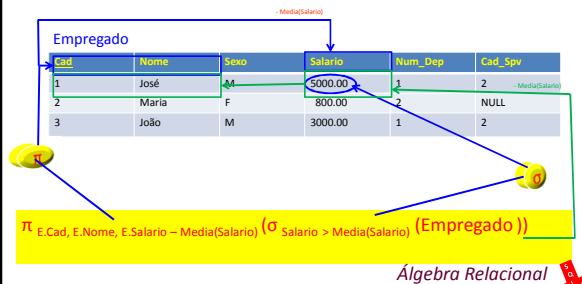 - Media(Salario)
Empregado
Cad Nome Sexo Salario Num_Dep Cad_Spv
1 José M 5000.00 1 2 - Media(Salario)
2 Maria F 800.00 2 NULL
3 João M 3000.00 1 2
π σ
π E.Cad, E.Nome, E.Salario – Media(Salario) (σ Salario > Media(Salario) (Empregado ))
Álgebra Relacional